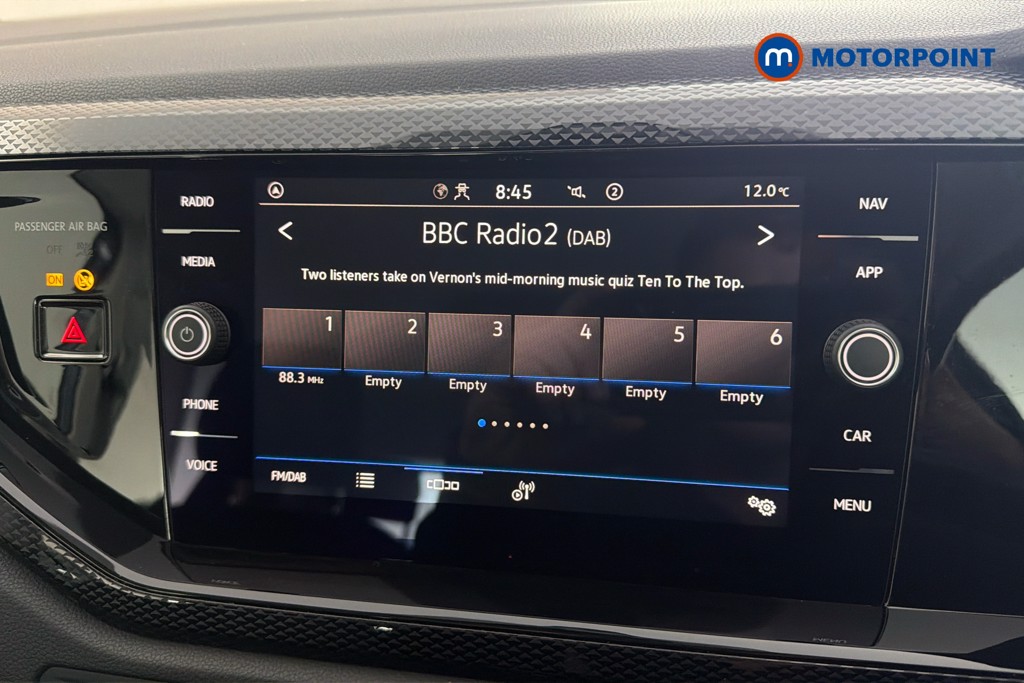 m MOTORPOINT
PASSENGER AIR BAG
OFF
ON
RADIO
MEDIA
PHONE
VOICE
8:45
2
12.0°C
< BBC Radio2 (DAB) >
Two listeners take on Vernon's mid-morning music quiz Ten To The Top.
1 2 3 4 5 6
88.3 MHz Empty Empty Empty Empty Empty
FM/DAB
NAV
APP
CAR
MENU